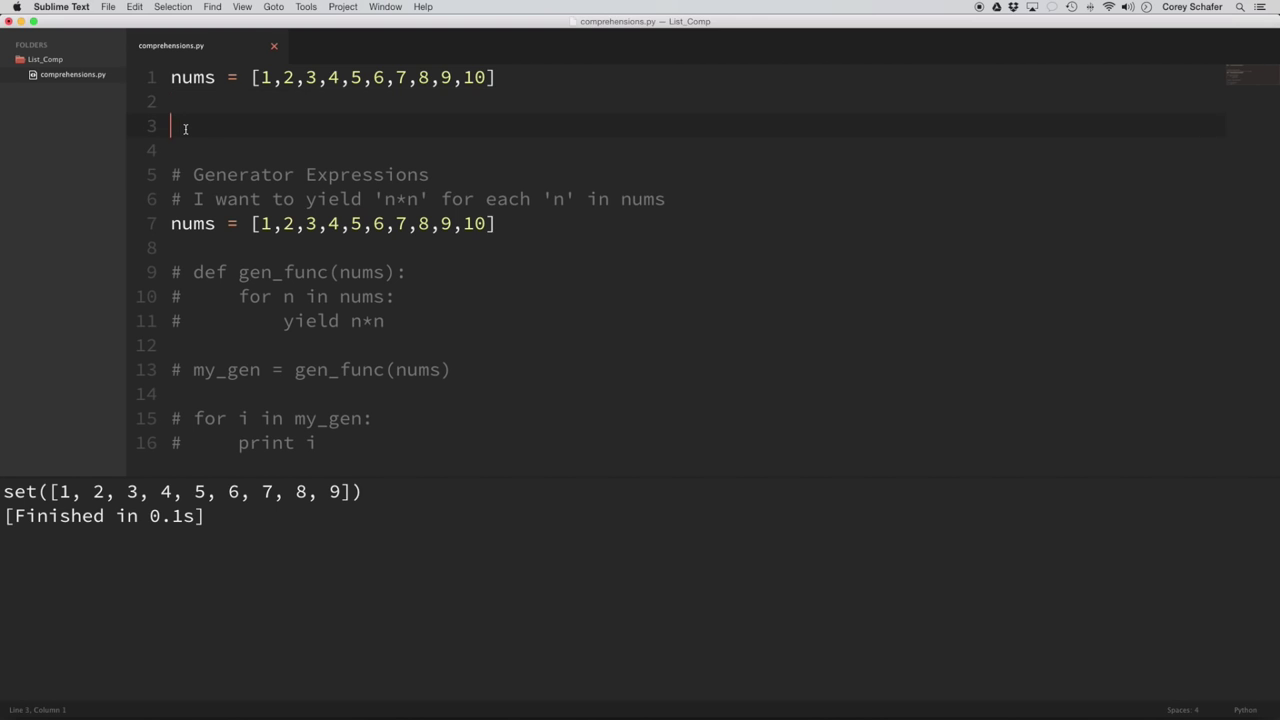 Sublime Text File Edit Selection Find View Goto Tools Project Window Help Corey Schafer
comprehensions.py — List_Comp
FOLDERS
List_Comp
comprehensions.py
comprehensions.py ×
1 nums = [1,2,3,4,5,6,7,8,9,10]
2
3
4
5 # Generator Expressions
6 # I want to yield 'n*n' for each 'n' in nums
7 nums = [1,2,3,4,5,6,7,8,9,10]
8
9 # def gen_func(nums):
10 #     for n in nums:
11 #         yield n*n
12
13 # my_gen = gen_func(nums)
14
15 # for i in my_gen:
16 #     print i
set([1, 2, 3, 4, 5, 6, 7, 8, 9])
[Finished in 0.1s]
Line 3, Column 1 Spaces: 4 Python